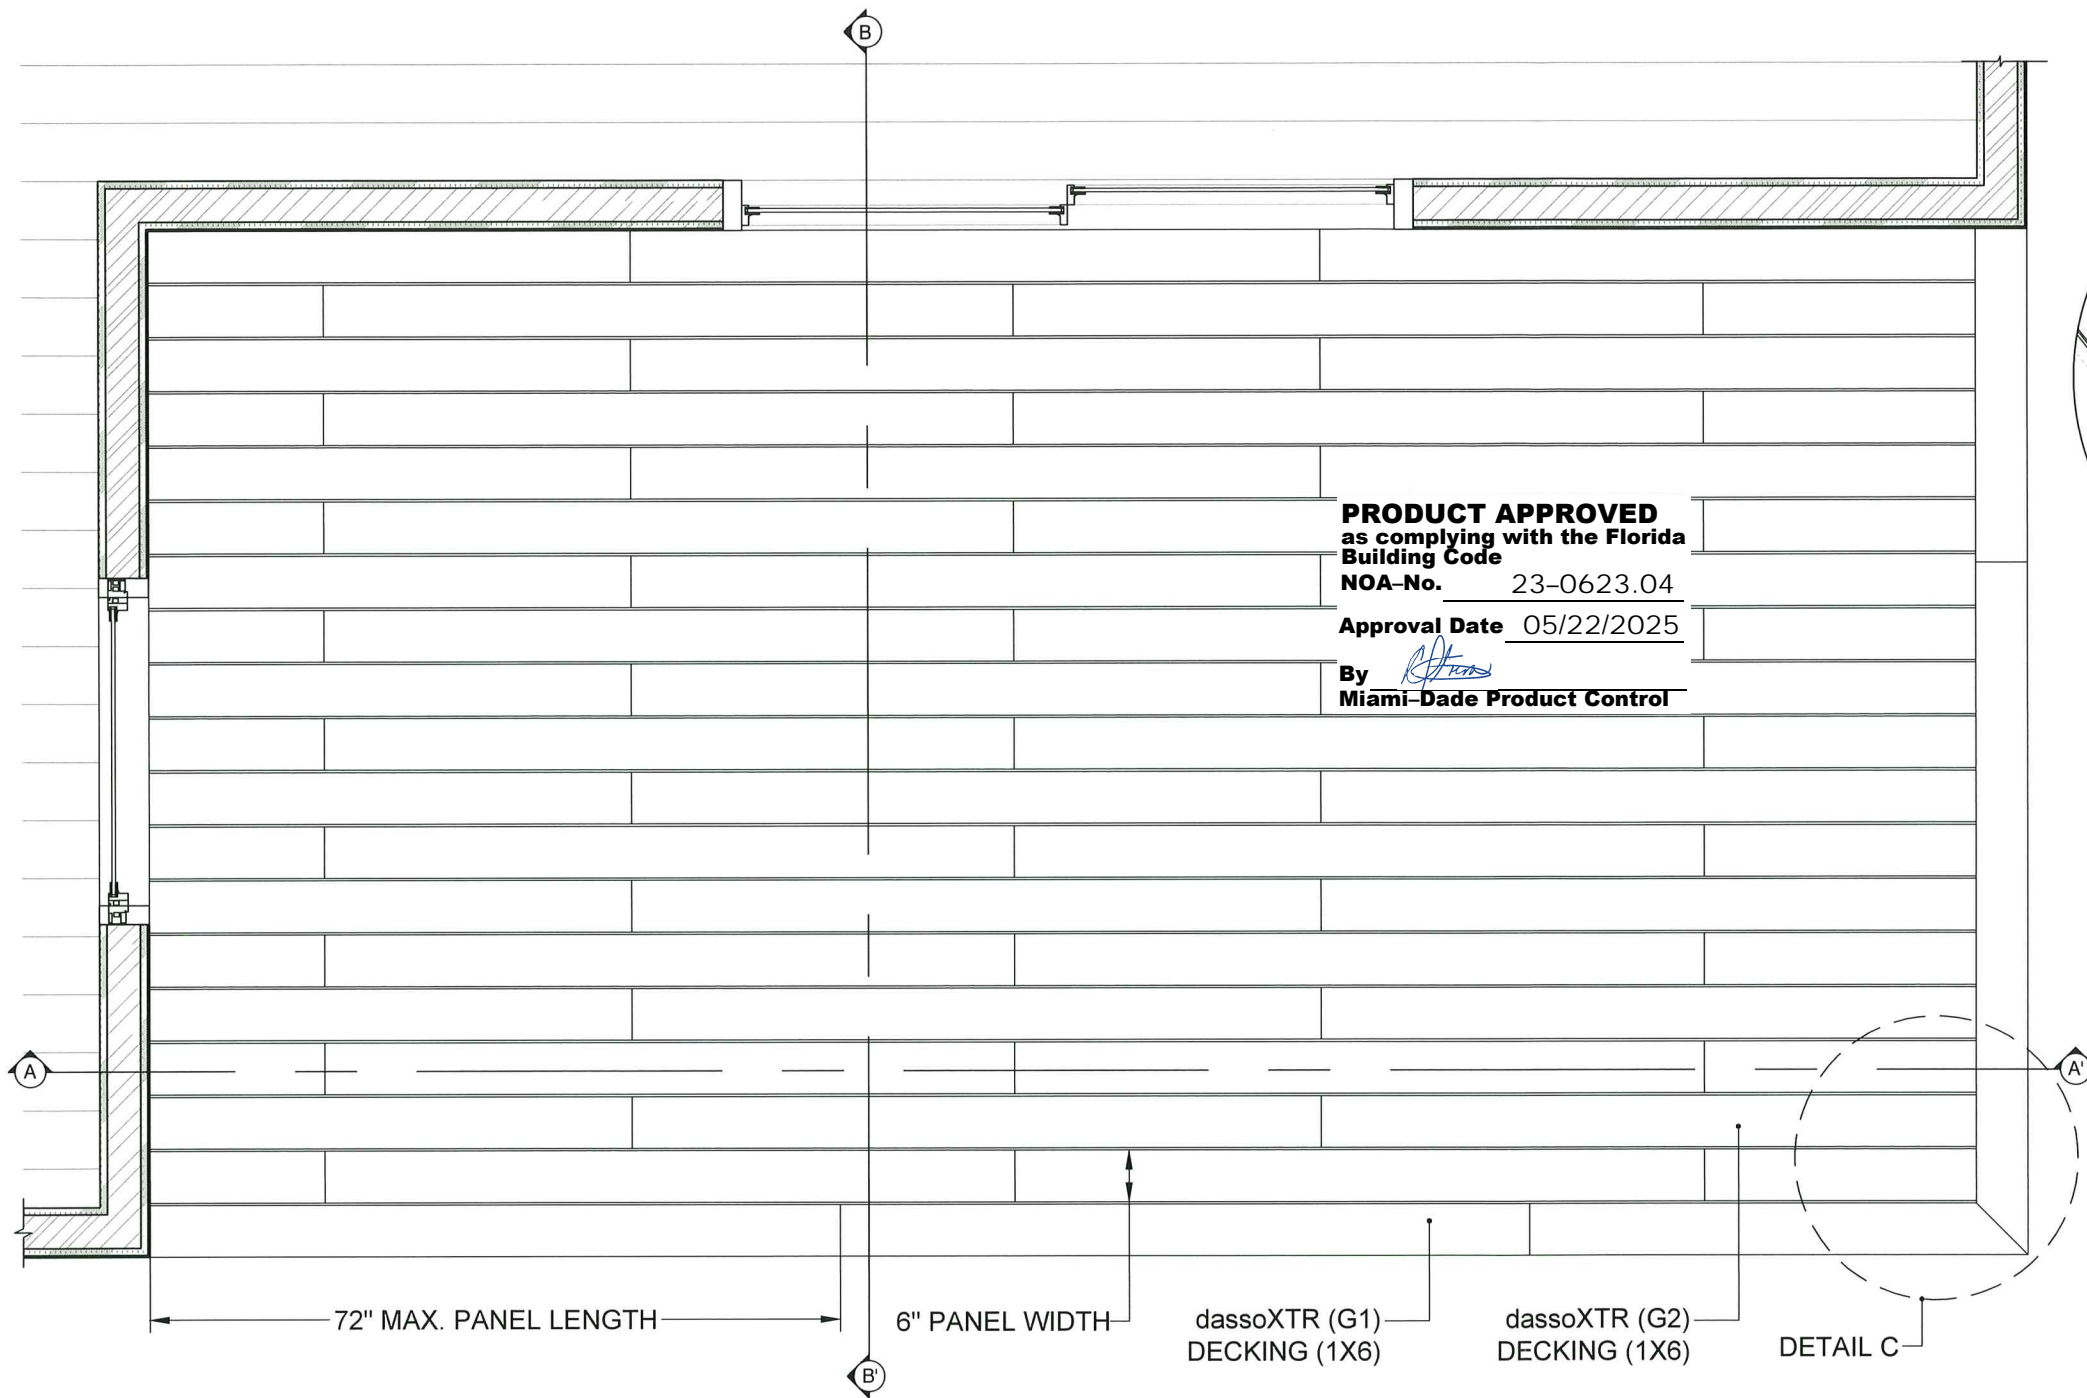 B
PRODUCT APPROVED
as complying with the Florida
Building Code
NOA–No. 23–0623.04
Approval Date 05/22/2025
By
Miami–Dade Product Control
A
A'
72" MAX. PANEL LENGTH
6" PANEL WIDTH
dassoXTR (G1)
DECKING (1X6)
dassoXTR (G2)
DECKING (1X6)
DETAIL C
B'